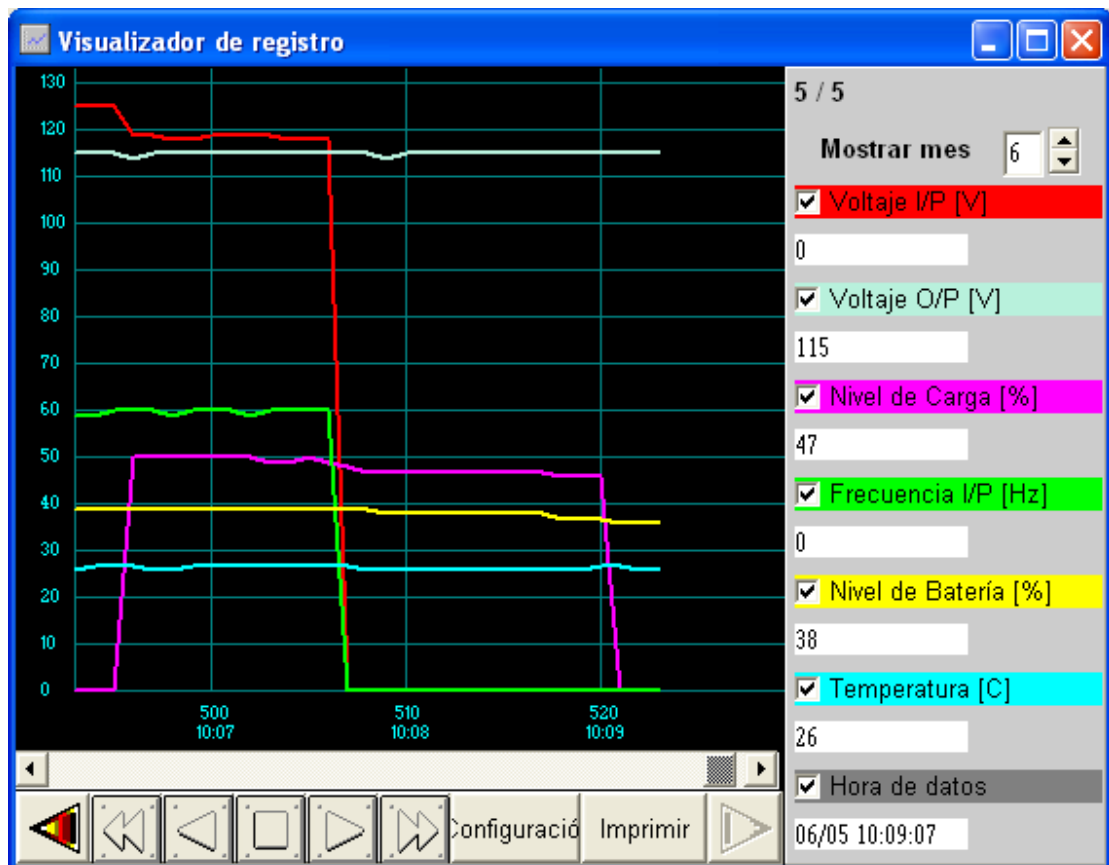 Visualizador de registro
130
120
110
100
90
80
70
60
50
40
30
20
10
0
500 510 520
10:07 10:08 10:09
5 / 5
Mostrar mes 6
Voltaje I/P [V]
0
Voltaje O/P [V]
115
Nivel de Carga [%]
47
Frecuencia I/P [Hz]
0
Nivel de Batería [%]
38
Temperatura [C]
26
Hora de datos
06/05 10:09:07
Configuració Imprimir